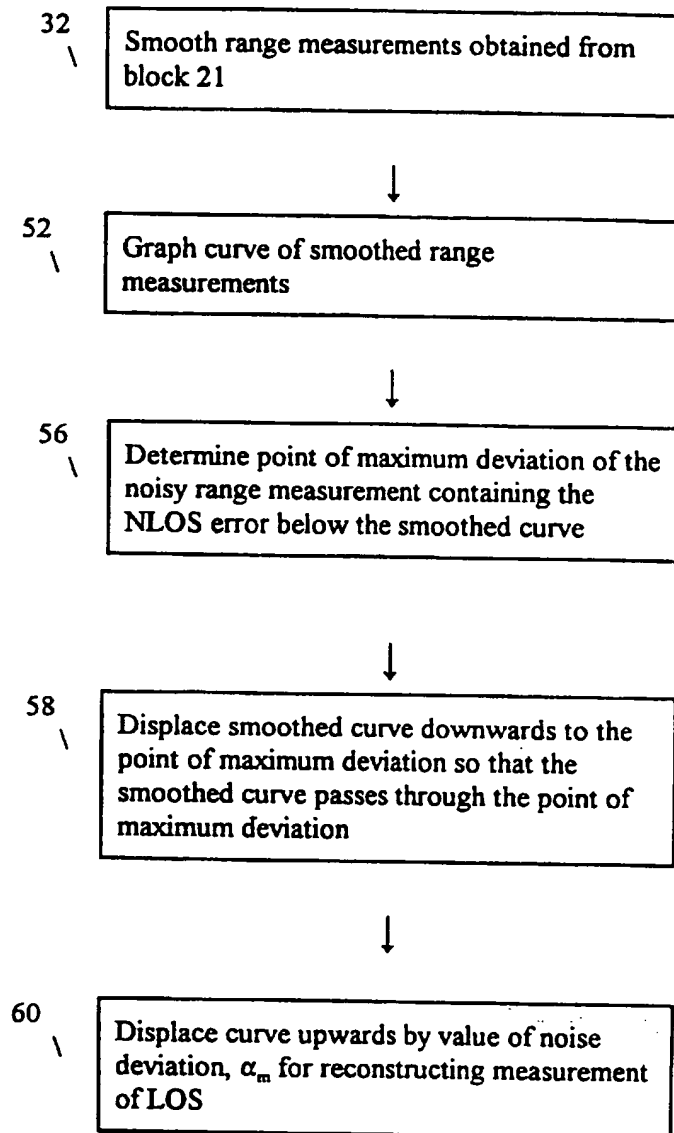 32
Smooth range measurements obtained from
block 21
52
Graph curve of smoothed range
measurements
56
Determine point of maximum deviation of the
noisy range measurement containing the
NLOS error below the smoothed curve
58
Displace smoothed curve downwards to the
point of maximum deviation so that the
smoothed curve passes through the point of
maximum deviation
60
Displace curve upwards by value of noise
deviation, αₘ for reconstructing measurement
of LOS